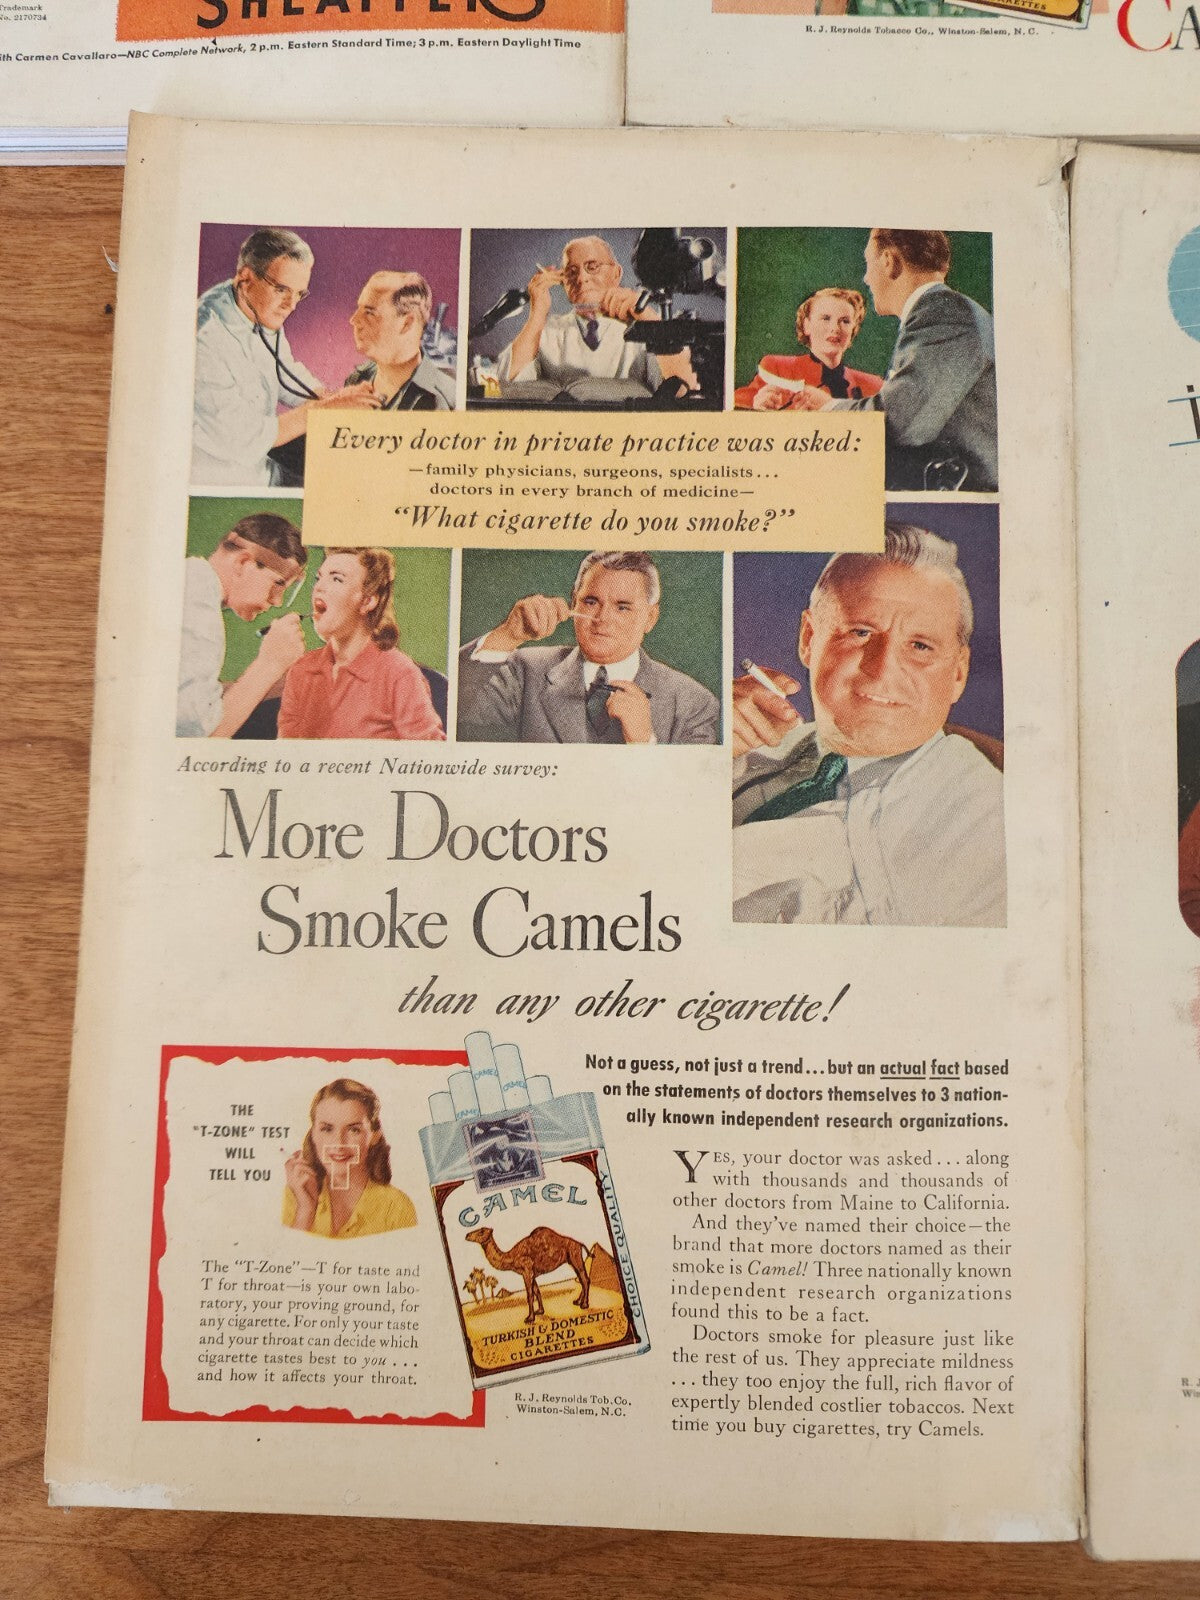 Trademark
No. 2170734
SHEAFFER'S
with Carmen Cavallaro—NBC Complete Network, 2 p.m. Eastern Standard Time; 3 p.m. Eastern Daylight Time
CIGARETTES
R. J. Reynolds Tobacco Co., Winston-Salem, N. C.
CA
Every doctor in private practice was asked:
—family physicians, surgeons, specialists...
doctors in every branch of medicine—
“What cigarette do you smoke?”
According to a recent Nationwide survey:
More Doctors
Smoke Camels
than any other cigarette!
THE
"T-ZONE" TEST
WILL
TELL YOU
The "T-Zone"—T for taste and
T for throat—is your own labo-
ratory, your proving ground, for
any cigarette. For only your taste
and your throat can decide which
cigarette tastes best to you...
and how it affects your throat.
CAMEL
CAMEL
CAME
CAMEL
CHOICE QUALITY
TURKISH & DOMESTIC
BLEND
CIGARETTES
R. J. Reynolds Tob. Co.
Winston-Salem, N.C.
Not a guess, not just a trend...but an actual fact based
on the statements of doctors themselves to 3 nation-
ally known independent research organizations.
YES, your doctor was asked...along
with thousands and thousands of
other doctors from Maine to California.
And they've named their choice—the
brand that more doctors named as their
smoke is Camel! Three nationally known
independent research organizations
found this to be a fact.
Doctors smoke for pleasure just like
the rest of us. They appreciate mildness
...they too enjoy the full, rich flavor of
expertly blended costlier tobaccos. Next
time you buy cigarettes, try Camels.